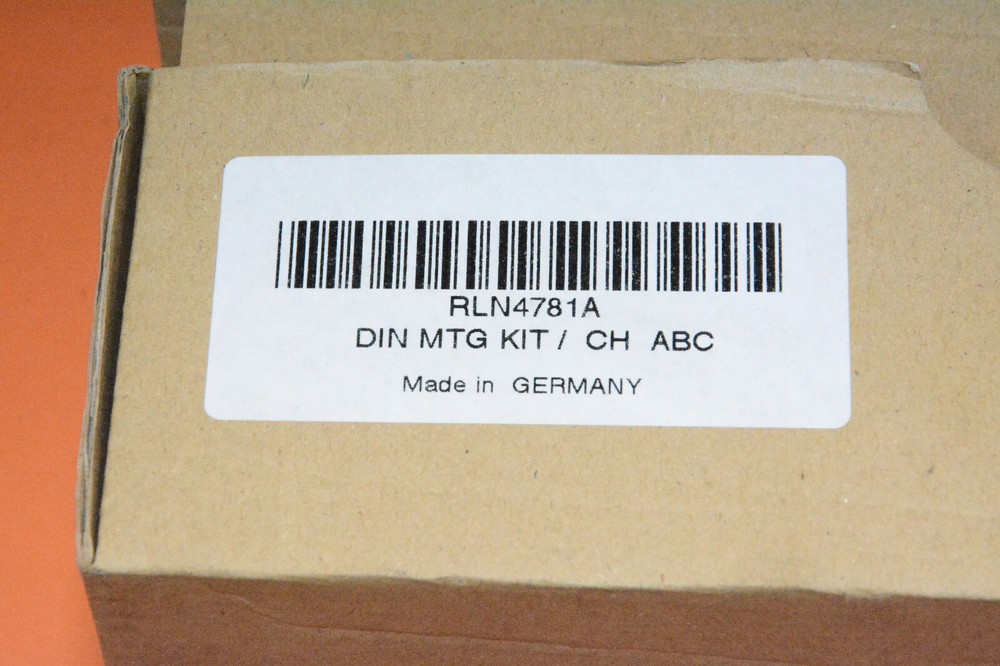 RLN4781A
DIN MTG KIT / CH ABC
Made in GERMANY